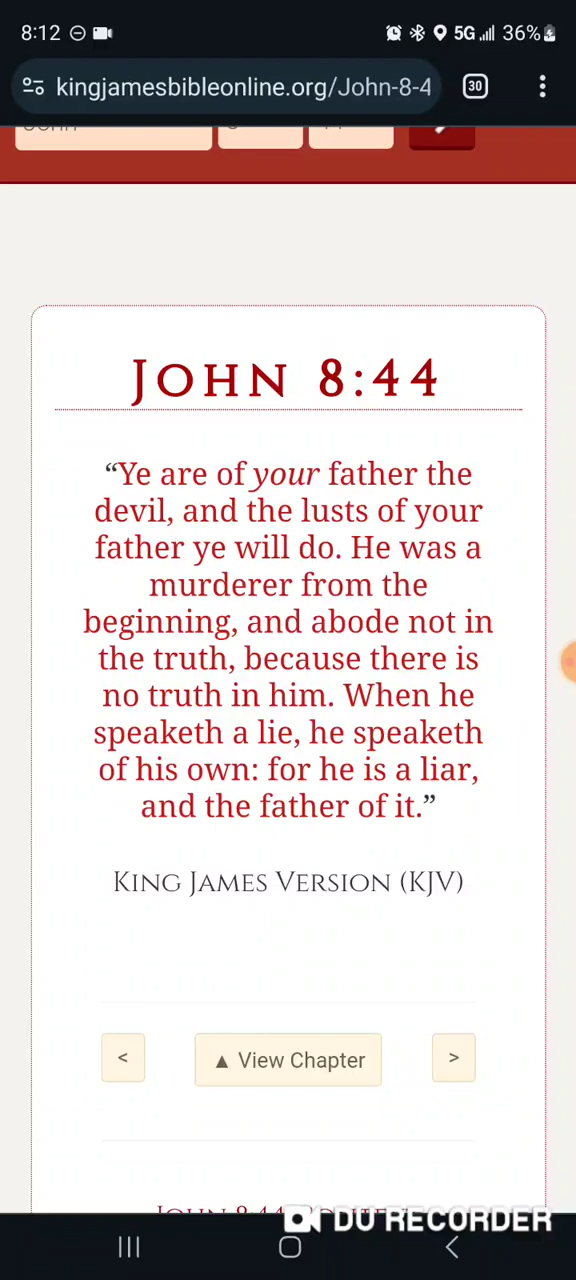 8:12 5G 36%
kingjamesbibleonline.org/John-8-4 30
JOHN 8:44
“Ye are of your father the
devil, and the lusts of your
father ye will do. He was a
murderer from the
beginning, and abode not in
the truth, because there is
no truth in him. When he
speaketh a lie, he speaketh
of his own: for he is a liar,
and the father of it.”
KING JAMES VERSION (KJV)
<
▲ View Chapter
>
DU RECORDER